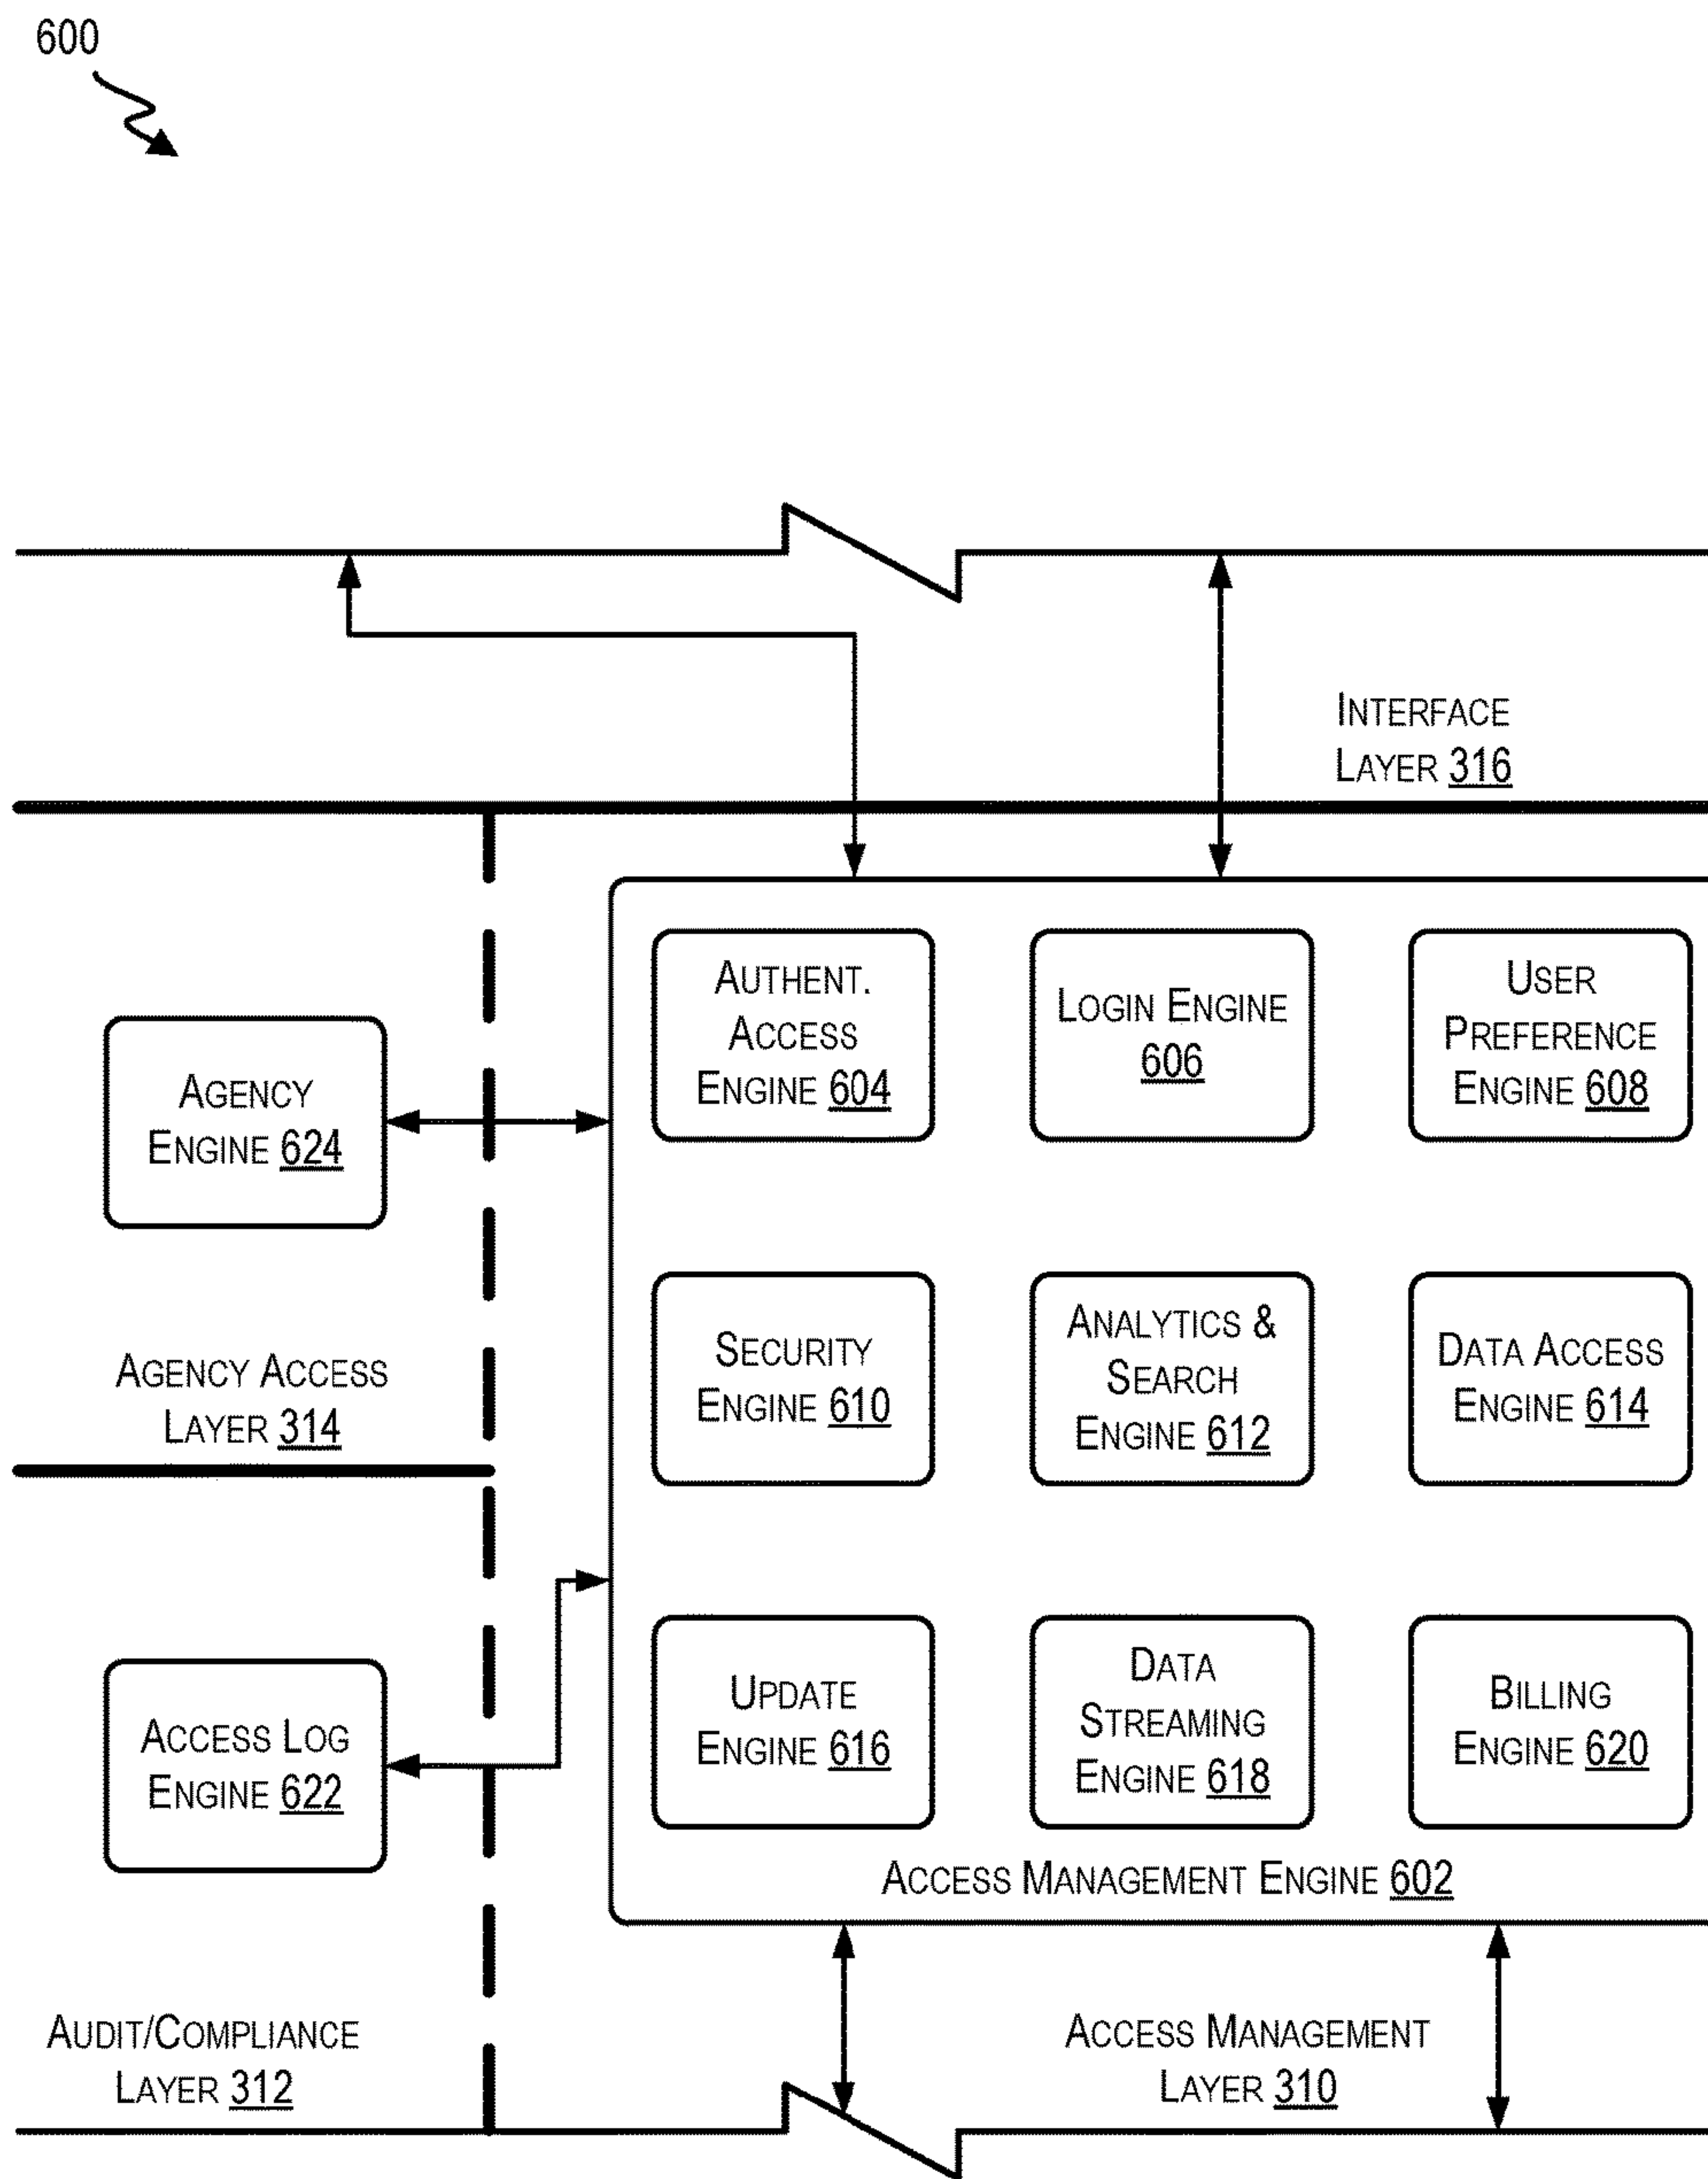 600
INTERFACE
LAYER 316
AUTHENT.
ACCESS
ENGINE 604
LOGIN ENGINE
606
USER
PREFERENCE
ENGINE 608
AGENCY
ENGINE 624
SECURITY
ENGINE 610
ANALYTICS &
SEARCH
ENGINE 612
DATA ACCESS
ENGINE 614
AGENCY ACCESS
LAYER 314
UPDATE
ENGINE 616
DATA
STREAMING
ENGINE 618
BILLING
ENGINE 620
ACCESS LOG
ENGINE 622
ACCESS MANAGEMENT ENGINE 602
AUDIT/COMPLIANCE
LAYER 312
ACCESS MANAGEMENT
LAYER 310